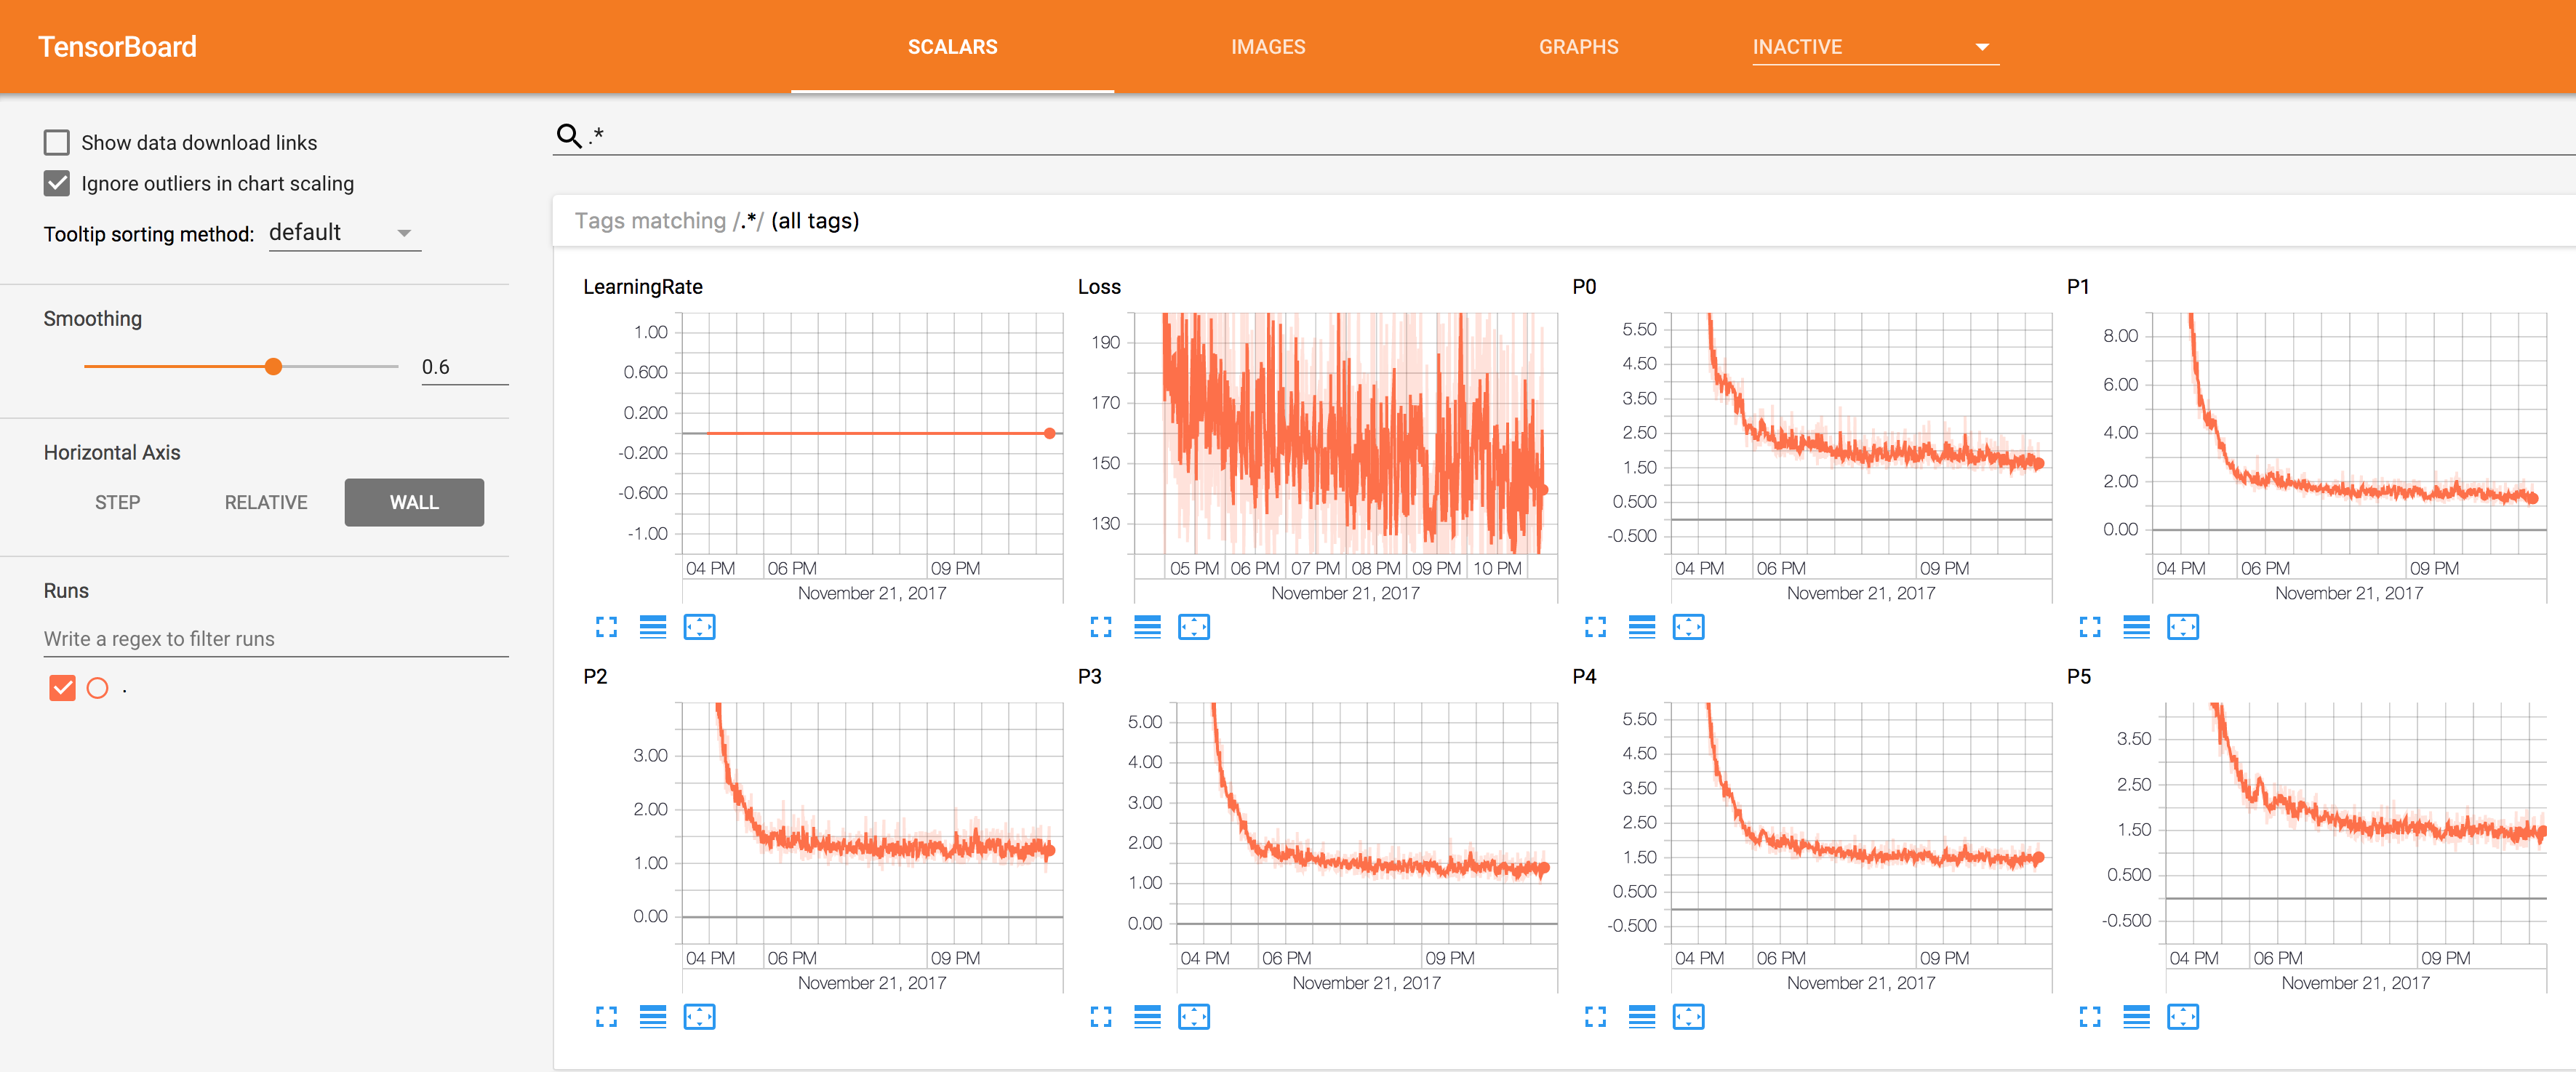 TensorBoard
SCALARS IMAGES GRAPHS INACTIVE
Show data download links
Ignore outliers in chart scaling
Tooltip sorting method: default
Smoothing
0.6
Horizontal Axis
STEP RELATIVE WALL
Runs
Write a regex to filter runs
.
.*
Tags matching /.*/ (all tags)
LearningRate
1.00
0.600
0.200
-0.200
-0.600
-1.00
04 PM 06 PM 09 PM
November 21, 2017
Loss
190
170
150
130
05 PM 06 PM 07 PM 08 PM 09 PM 10 PM
November 21, 2017
P0
5.50
4.50
3.50
2.50
1.50
0.500
-0.500
04 PM 06 PM 09 PM
November 21, 2017
P1
8.00
6.00
4.00
2.00
0.00
04 PM 06 PM 09 PM
November 21, 2017
P2
3.00
2.00
1.00
0.00
04 PM 06 PM 09 PM
November 21, 2017
P3
5.00
4.00
3.00
2.00
1.00
0.00
04 PM 06 PM 09 PM
November 21, 2017
P4
5.50
4.50
3.50
2.50
1.50
0.500
-0.500
04 PM 06 PM 09 PM
November 21, 2017
P5
3.50
2.50
1.50
0.500
-0.500
04 PM 06 PM 09 PM
November 21, 2017